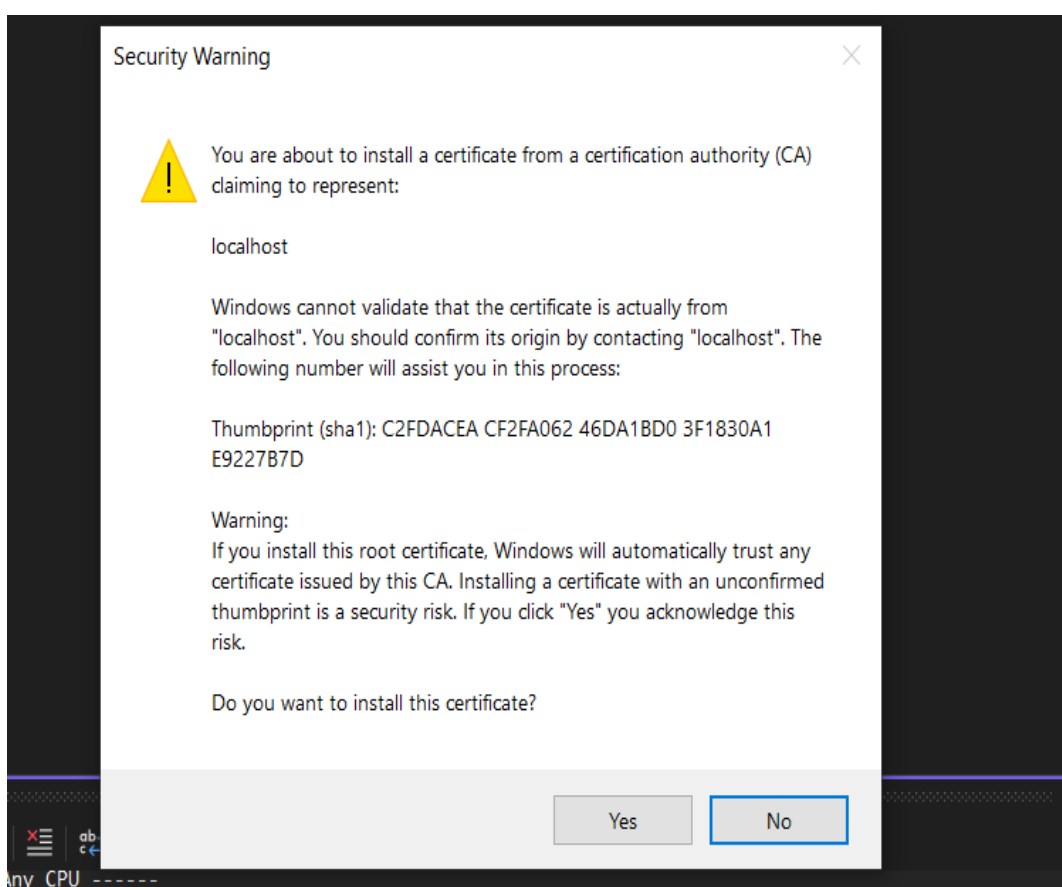 Security Warning
You are about to install a certificate from a certification authority (CA)
claiming to represent:
localhost
Windows cannot validate that the certificate is actually from
"localhost". You should confirm its origin by contacting "localhost". The
following number will assist you in this process:
Thumbprint (sha1): C2FDACEA CF2FA062 46DA1BD0 3F1830A1
E9227B7D
Warning:
If you install this root certificate, Windows will automatically trust any
certificate issued by this CA. Installing a certificate with an unconfirmed
thumbprint is a security risk. If you click "Yes" you acknowledge this
risk.
Do you want to install this certificate?
Yes No
ab
c
Any CPU ------